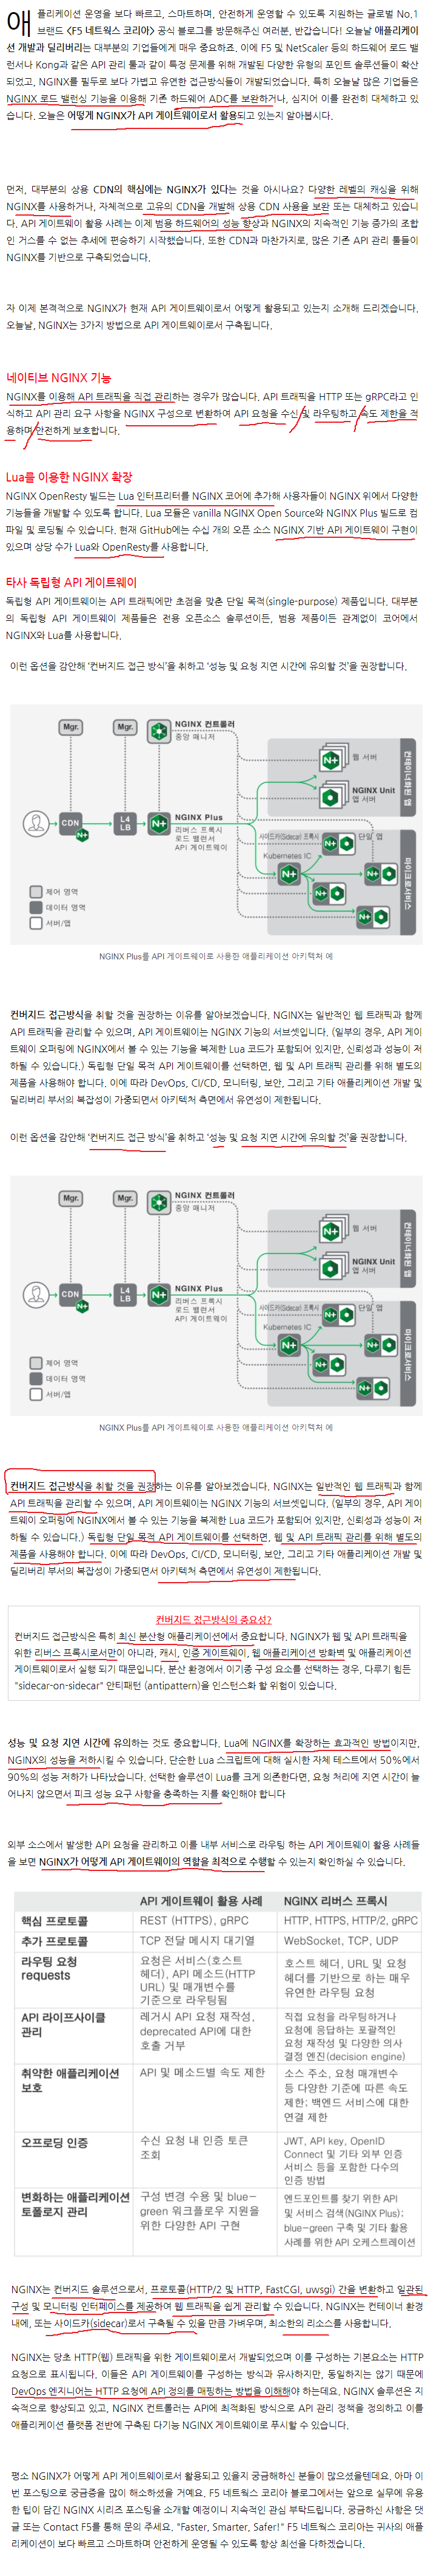 애플리케이션 운영을 보다 빠르고, 스마트하며, 안전하게 운영할 수 있도록 지원하는 글로벌 No.1
브랜드 <F5 네트웍스 코리아> 공식 블로그를 방문해주신 여러분, 반갑습니다! 오늘날 애플리케이
션 개발과 딜리버리는 대부분의 기업들에게 매우 중요하죠. 이에 F5 및 NetScaler 등의 하드웨어 로드 밸
런서나 Kong과 같이 API 관리 툴과 같이 특정 문제를 위해 개발된 다양한 유형의 포인트 솔루션들이 확산
되었고, NGINX를 필두로 보다 가볍고 유연한 접근방식들이 개발되었습니다. 특히 오늘날 많은 기업들은
NGINX 로드 밸런싱 기능을 이용해 기존 하드웨어 ADC를 보완하거나, 심지어 이를 완전히 대체하고 있
습니다. 오늘은 어떻게 NGINX가 API 게이트웨이로서 활용되고 있는지 알아봅시다.
먼저, 대부분의 상용 CDN의 핵심에는 NGINX가 있다는 것을 아시나요? 다양한 레벨의 캐싱을 위해
NGINX를 사용하거나, 자체적으로 고유의 CDN을 개발해 상용 CDN 사용을 보완 또는 대체하고 있습니
다. API 게이트웨이 활용 사례는 이제 범용 하드웨어의 성능 향상과 NGINX의 지속적인 기능 증가의 조합
인 거스를 수 없는 추세에 편승하기 시작했습니다. 또한 CDN과 마찬가지로, 많은 기존 API 관리 툴들이
NGINX를 기반으로 구축되었습니다.
자 이제 본격적으로 NGINX가 현재 API 게이트웨이로서 어떻게 활용되고 있는지 소개해 드리겠습니다.
오늘날, NGINX는 3가지 방법으로 API 게이트웨이로서 구축됩니다.
네이티브 NGINX 기능
NGINX를 이용해 API 트래픽을 직접 관리하는 경우가 많습니다. API 트래픽을 HTTP 또는 gRPC라고 인
식하고 API 관리 요구 사항을 NGINX 구성으로 변환하여 API 요청을 수신 및 라우팅하고 속도 제한을 적
용하며 안전하게 보호합니다.
Lua를 이용한 NGINX 확장
NGINX OpenResty 빌드는 Lua 인터프리터를 NGINX 코어에 추가해 사용자들이 NGINX 위에서 다양한
기능들을 개발할 수 있도록 합니다. Lua 모듈은 vanilla NGINX Open Source와 NGINX Plus 빌드로 컴
파일 및 로딩될 수 있습니다. 현재 GitHub에는 수십 개의 오픈 소스 NGINX 기반 API 게이트웨이 구현이
있으며 상당 수가 Lua와 OpenResty를 사용합니다.
타사 독립형 API 게이트웨이
독립형 API 게이트웨이는 API 트래픽에만 초점을 맞춘 단일 목적(single-purpose) 제품입니다. 대부분
의 독립형 API 게이트웨이 제품들은 전용 오픈소스 솔루션이든, 범용 제품이든 관계없이 코어에서
NGINX와 Lua를 사용합니다.
이런 옵션을 감안해 '컨버지드 접근 방식'을 취하고 '성능 및 요청 지연 시간에 유의할 것'을 권장합니다.
Mgr.
Mgr.
NGINX 컨트롤러
중앙 매니저
CDN
N+
L4
LB
N+
NGINX Plus
리버스 프록시
로드 밸런서
API 게이트웨이
N+
웹 서버
NGINX Unit
앱 서버
컨테이너화된 앱
사이드카(Sidecar) 프록시
N+
단일 앱
Kubernetes IC
N+
N+
N+
N+
마이크로서비스
제어 영역
데이터 영역
서버/앱
NGINX Plus를 API 게이트웨이로 사용한 애플리케이션 아키텍처 예
컨버지드 접근방식을 취할 것을 권장하는 이유를 알아보겠습니다. NGINX는 일반적인 웹 트래픽과 함께
API 트래픽을 관리할 수 있으며, API 게이트웨이는 NGINX 기능의 서브셋입니다. (일부의 경우, API 게이
트웨이 오퍼링에 NGINX에서 볼 수 있는 기능을 복제한 Lua 코드가 포함되어 있지만, 신뢰성과 성능이 저
하될 수 있습니다.) 독립형 단일 목적 API 게이트웨이를 선택하면, 웹 및 API 트래픽 관리를 위해 별도의
제품을 사용해야 합니다. 이에 따라 DevOps, CI/CD, 모니터링, 보안, 그리고 기타 애플리케이션 개발 및
딜리버리 부서의 복잡성이 가중되면서 아키텍처 측면에서 유연성이 제한됩니다.
이런 옵션을 감안해 '컨버지드 접근 방식'을 취하고 '성능 및 요청 지연 시간에 유의할 것'을 권장합니다.
Mgr.
Mgr.
NGINX 컨트롤러
중앙 매니저
CDN
N+
L4
LB
N+
NGINX Plus
리버스 프록시
로드 밸런서
API 게이트웨이
N+
웹 서버
NGINX Unit
앱 서버
컨테이너화된 앱
사이드카(Sidecar) 프록시
N+
단일 앱
Kubernetes IC
N+
N+
N+
N+
마이크로서비스
제어 영역
데이터 영역
서버/앱
NGINX Plus를 API 게이트웨이로 사용한 애플리케이션 아키텍처 예
컨버지드 접근방식을 취할 것을 권장하는 이유를 알아보겠습니다. NGINX는 일반적인 웹 트래픽과 함께
API 트래픽을 관리할 수 있으며, API 게이트웨이는 NGINX 기능의 서브셋입니다. (일부의 경우, API 게이
트웨이 오퍼링에 NGINX에서 볼 수 있는 기능을 복제한 Lua 코드가 포함되어 있지만, 신뢰성과 성능이 저
하될 수 있습니다.) 독립형 단일 목적 API 게이트웨이를 선택하면, 웹 및 API 트래픽 관리를 위해 별도의
제품을 사용해야 합니다. 이에 따라 DevOps, CI/CD, 모니터링, 보안, 그리고 기타 애플리케이션 개발 및
딜리버리 부서의 복잡성이 가중되면서 아키텍처 측면에서 유연성이 제한됩니다.
컨버지드 접근방식의 중요성?
컨버지드 접근방식은 특히 최신 분산형 애플리케이션에서 중요합니다. NGINX가 웹 및 API 트래픽을
위한 리버스 프록시로서만이 아니라, 캐시, 인증 게이트웨이, 웹 애플리케이션 방화벽 및 애플리케이션
게이트웨이로서 실행 되기 때문입니다. 분산 환경에서 이기종 구성 요소를 선택하는 경우, 다루기 힘든
"sidecar-on-sidecar" 안티패턴 (antipattern)을 인스턴스화 할 위험이 있습니다.
성능 및 요청 지연 시간에 유의하는 것도 중요합니다. Lua에 NGINX를 확장하는 효과적인 방법이지만,
NGINX의 성능을 저하시킬 수 있습니다. 단순한 Lua 스크립트에 대해 실시한 자체 테스트에서 50%에서
90%의 성능 저하가 나타났습니다. 선택한 솔루션이 Lua를 크게 의존한다면, 요청 처리에 지연 시간이 늘
어나지 않으면서 피크 성능 요구 사항을 충족하는 지를 확인해야 합니다
외부 소스에서 발생한 API 요청을 관리하고 이를 내부 서비스로 라우팅 하는 API 게이트웨이 활용 사례들
을 보면 NGINX가 어떻게 API 게이트웨이의 역할을 최적으로 수행할 수 있는지 확인하실 수 있습니다.
API 게이트웨이 활용 사례 NGINX 리버스 프록시
핵심 프로토콜 REST (HTTPS), gRPC HTTP, HTTPS, HTTP/2, gRPC
추가 프로토콜 TCP 전달 메시지 대기열 WebSocket, TCP, UDP
라우팅 요청
requests
요청은 서비스(호스트
헤더), API 메소드(HTTP
URL) 및 매개변수를
기준으로 라우팅됨
호스트 헤더, URL 및 요청
헤더를 기반으로 하는 매우
유연한 라우팅 요청
API 라이프사이클
관리
레거시 API 요청 재작성,
deprecated API에 대한
호출 거부
직접 요청을 라우팅하거나
요청에 응답하는 포괄적인
요청 재작성 및 다양한 의사
결정 엔진(decision engine)
취약한 애플리케이션
보호
API 및 메소드별 속도 제한
소스 주소, 요청 매개변수
등 다양한 기준에 따른 속도
제한; 백엔드 서비스에 대한
연결 제한
오프로딩 인증
수신 요청 내 인증 토큰
조회
JWT, API key, OpenID
Connect 및 기타 외부 인증
서비스 등을 포함한 다수의
인증 방법
변화하는 애플리케이션
토폴로지 관리
구성 변경 수용 및 blue-
green 워크플로우 지원을
위한 다양한 API 구현
엔드포인트를 찾기 위한 API
및 서비스 검색(NGINX Plus);
blue-green 구축 및 기타 활용
사례를 위한 API 오케스트레이션
NGINX는 컨버지드 솔루션으로서, 프로토콜(HTTP/2 및 HTTP, FastCGI, uwsgi) 간을 변환하고 일관된
구성 및 모니터링 인터페이스를 제공하여 웹 트래픽을 쉽게 관리할 수 있습니다. NGINX는 컨테이너 환경
내에, 또는 사이드카(sidecar)로서 구축될 수 있을 만큼 가벼우며, 최소한의 리소스를 사용합니다.
NGINX는 당초 HTTP(웹) 트래픽을 위한 게이트웨이로서 개발되었으며 이를 구성하는 기본요소는 HTTP
요청으로 표시됩니다. 이들은 API 게이트웨이를 구성하는 방식과 유사하지만, 동일하지는 않기 때문에
DevOps 엔지니어는 HTTP 요청에 API 정의를 매핑하는 방법을 이해해야 하는데요. NGINX 솔루션은 지
속적으로 향상되고 있고, NGINX 컨트롤러는 API에 최적화된 방식으로 API 관리 정책을 정의하고 이를
애플리케이션 플랫폼 전반에 구축된 다기능 NGINX 게이트웨이로 푸시할 수 있습니다.
평소 NGINX가 어떻게 API 게이트웨이로서 활용되고 있을지 궁금해하신 분들이 많으셨을텐데요. 아마 이
번 포스팅으로 궁금증을 많이 해소하셨을 거예요. F5 네트웍스 코리아 블로그에서는 앞으로 실무에 유용
한 팁이 담긴 NGINX 시리즈 포스팅을 소개할 예정이니 지속적인 관심 부탁드립니다. 궁금하신 사항은 댓
글 또는 Contact F5를 통해 문의 주세요. "Faster, Smarter, Safer!" F5 네트웍스 코리아는 귀사의 애플
리케이션이 보다 빠르고 스마트하며 안전하게 운영될 수 있도록 항상 최선을 다하겠습니다.